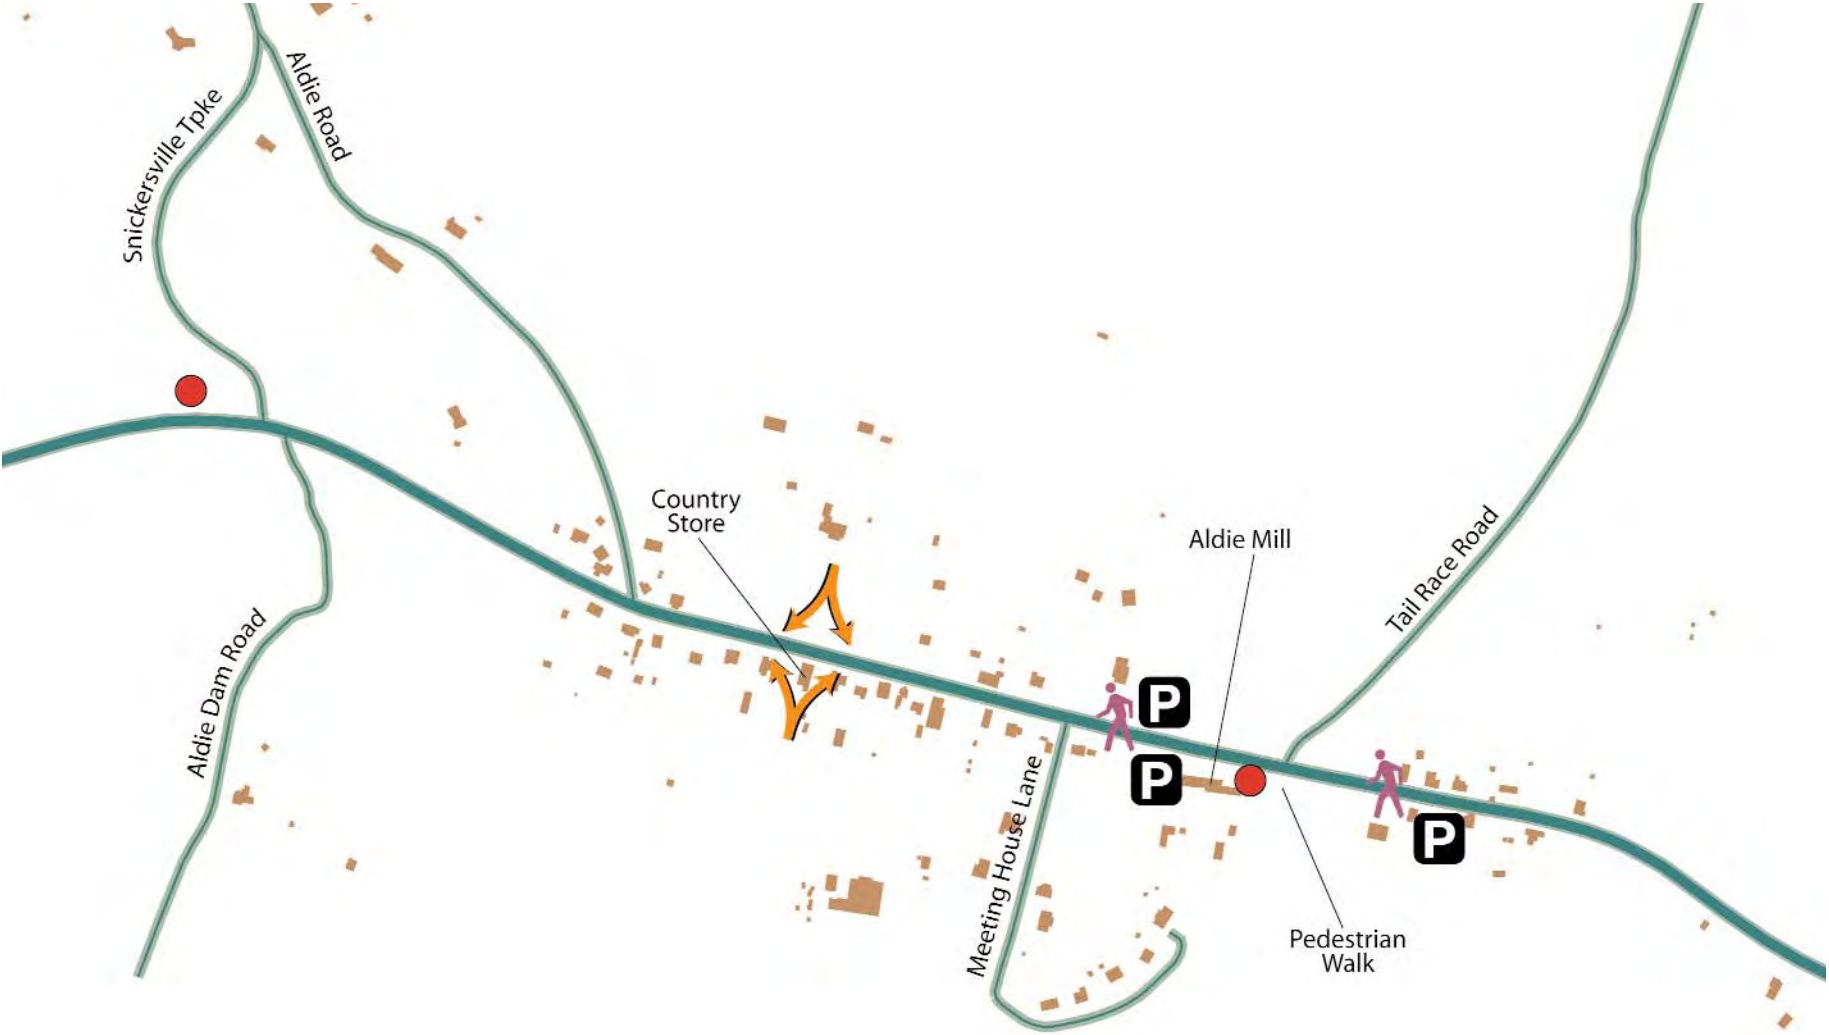 Aldie Road
Snickersville Tpke
Country
Store
Aldie Mill
Tail Race Road
Aldie Dam Road
P
P
Meeting House Lane
P
Pedestrian
Walk